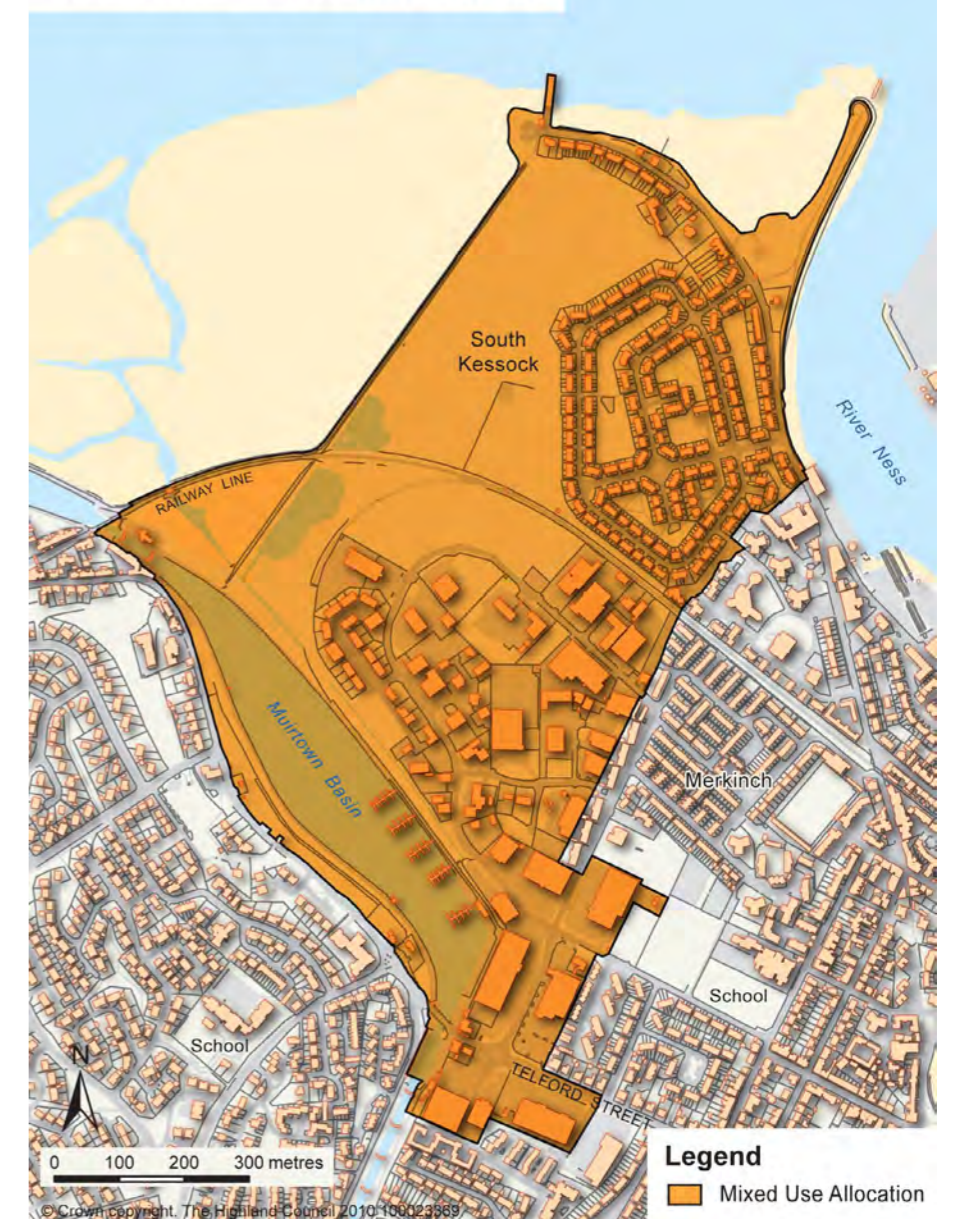 South
Kessock
River Ness
RAILWAY LINE
Muirtown Basin
Merkinch
School
School
N
TELFORD STREET
0 100 200 300 metres
Legend
Mixed Use Allocation
© Crown copyright. The Highland Council 2010 100023369